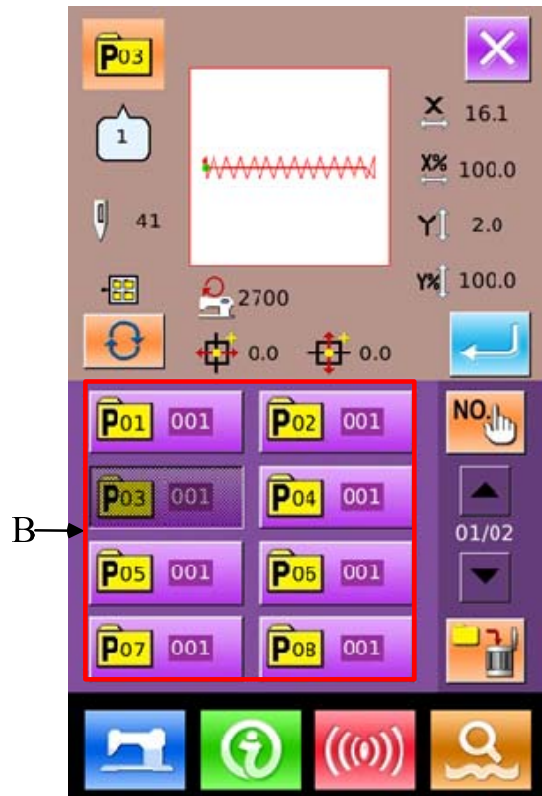 P03
1
X 16.1
X% 100.0
41
Y 2.0
Y% 100.0
2700
0.0 0.0
P01 001 P02 001
NO.
P03 001 P04 001
B
01/02
P05 001 P06 001
P07 001 P08 001